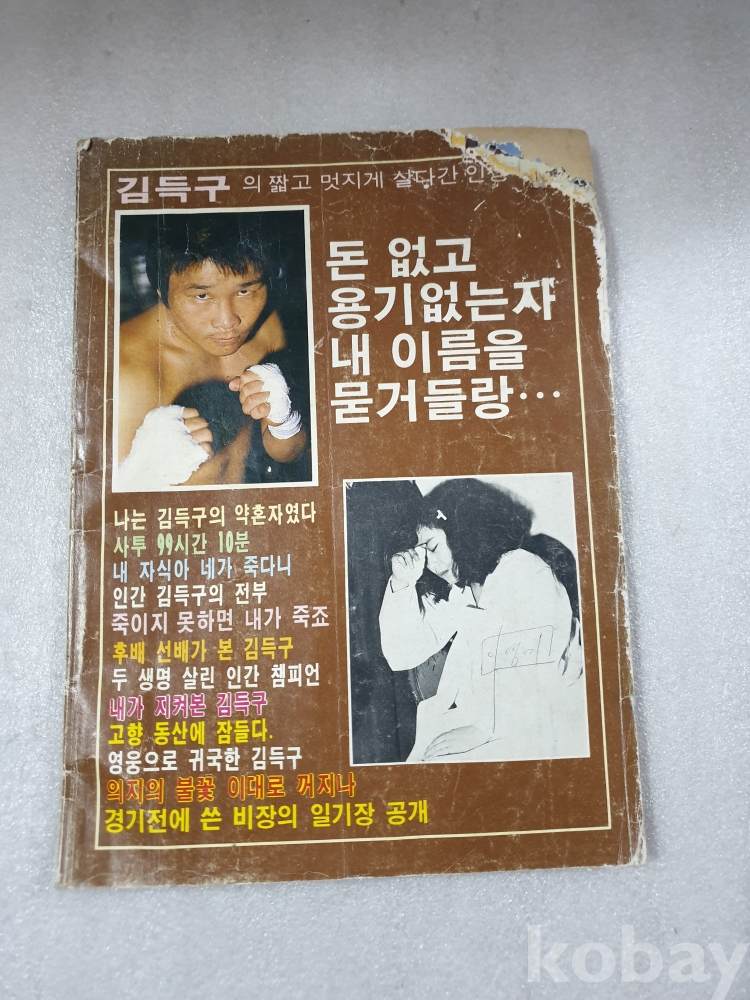 김득구 의 짧고 멋지게 살다간
돈 없고
용기없는자
내 이름을
묻거들랑…
나는 김득구의 약혼자였다
사투 99시간 10분
내 자식아 네가 죽다니
인간 김득구의 전부
죽이지 못하면 내가 죽죠
후배 선배가 본 김득구
두 생명 살린 인간 쳄피언
내가 지켜본 김득구
고향 동산에 잠들다.
영웅으로 귀국한 김득구
의지의 불꽃 이대로 꺼지나
경기전에 쓴 비장의 일기장 공개
kobay